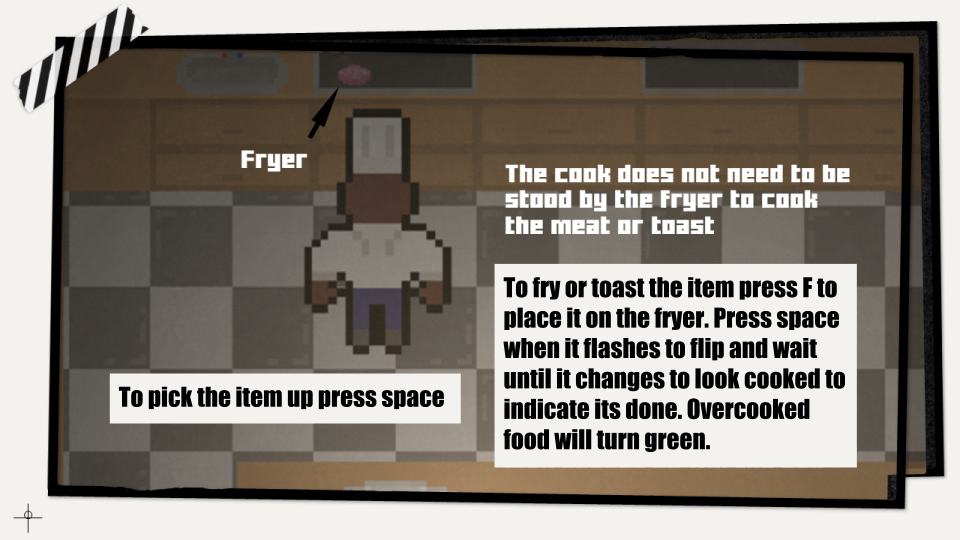 Fryer
The cook does not need to be
stood by the fryer to cook
the meat or toast
To fry or toast the item press F to
place it on the fryer. Press space
when it flashes to flip and wait
until it changes to look cooked to
indicate its done. Overcooked
food will turn green.
To pick the item up press space